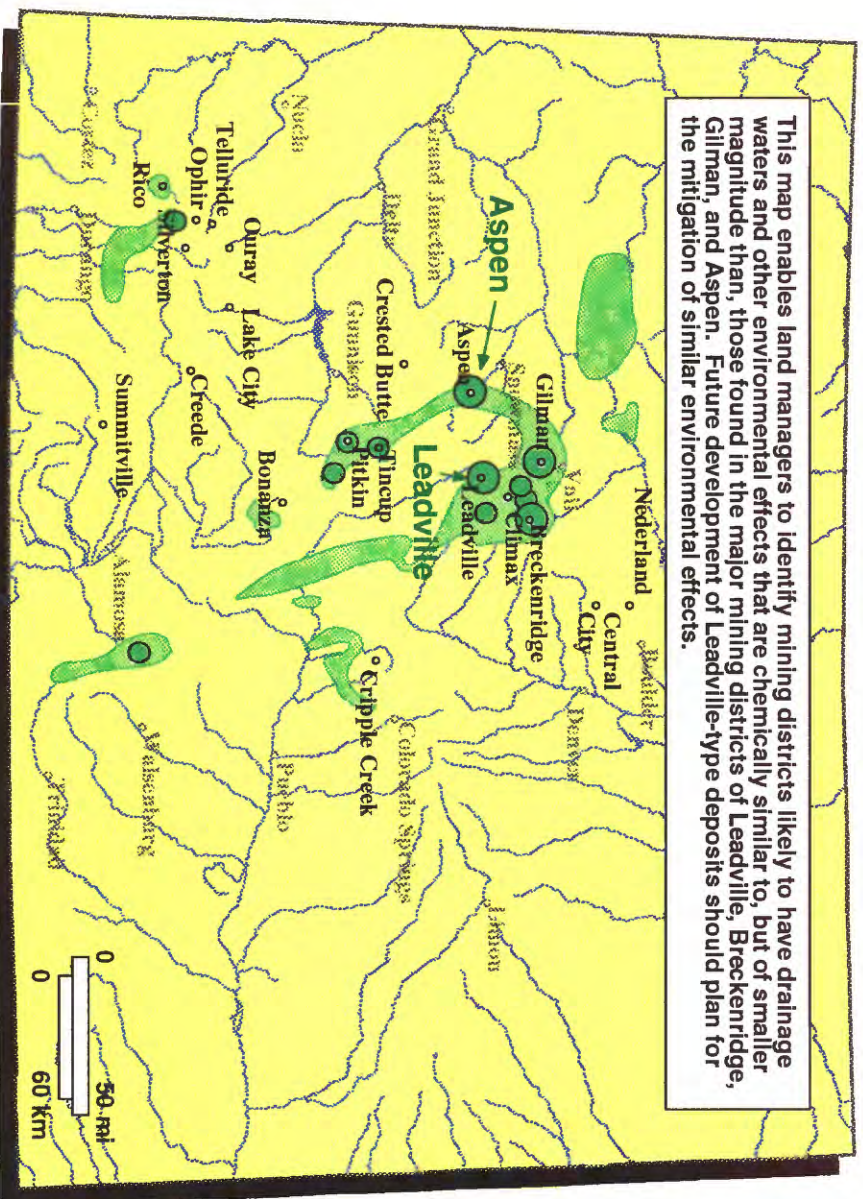 This map enables land managers to identify mining districts likely to have drainage
waters and other environmental effects that are chemically similar to, but of smaller
magnitude than, those found in the major mining districts of Leadville, Breckenridge,
Gilman, and Aspen. Future development of Leadville-type deposits should plan for
the mitigation of similar environmental effects.
Nederland
Boulder
Central
City
Denver
Vail
Gilman
Breckenridge
Climax
Leadville
Leadville
Aspen
Aspen
Limon
Grand Junction
Delta
Crested Butte
Gunnison
Tincup
Pitkin
Colorado Springs
Cripple Creek
Pueblo
Nucla
Ouray
Telluride
Ophir
Lake City
Bonanza
Creede
Silverton
Rico
Summitville
Cortez
Durango
Alamosa
Walsenburg
Trinidad
0
50 mi
0
60 km